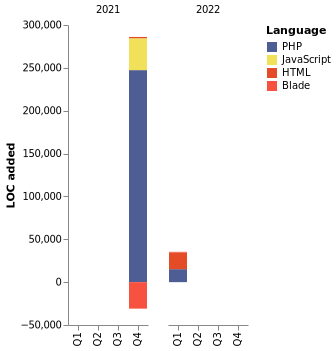 2021 2022
Language
PHP
JavaScript
HTML
Blade
LOC added
300,000
250,000
200,000
150,000
100,000
50,000
0
−50,000
Q1 Q2 Q3 Q4 Q1 Q2 Q3 Q4